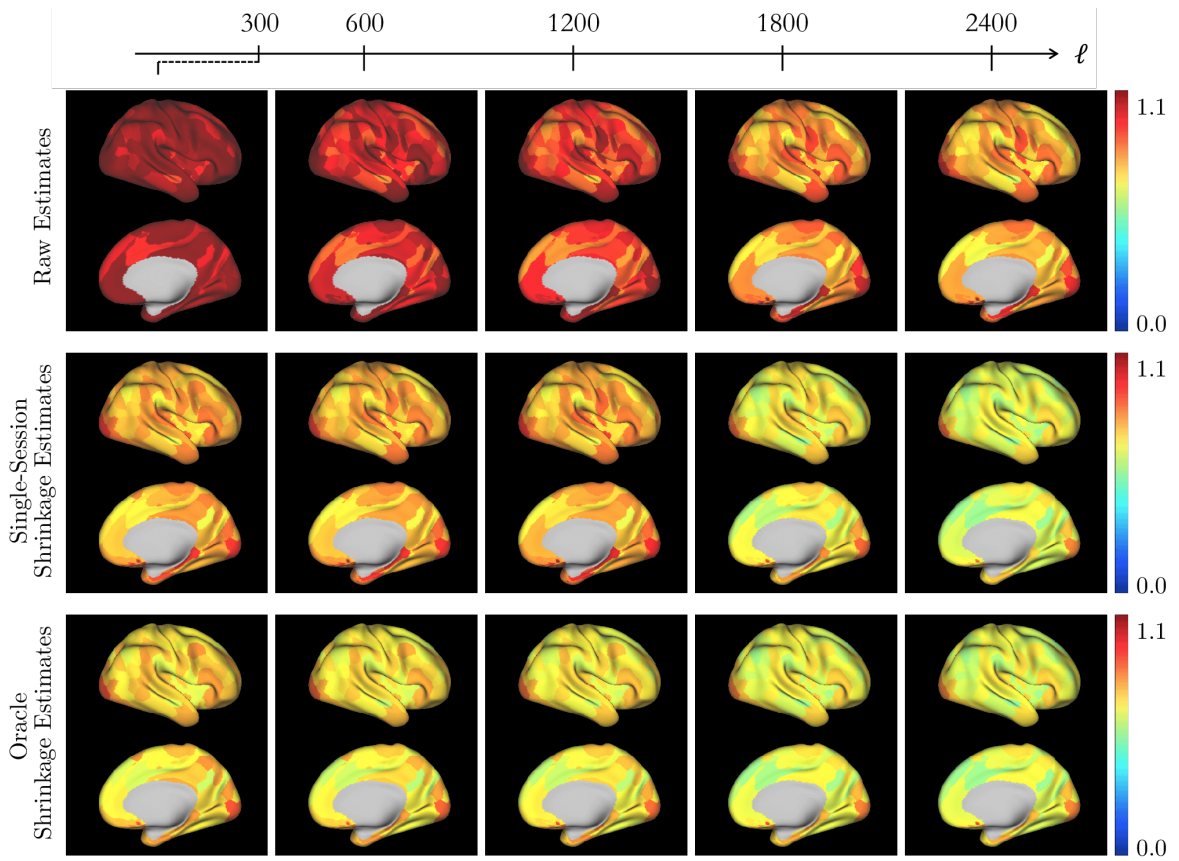 300 600 1200 1800 2400
ℓ
Raw Estimates
1.1
0.0
Single-Session
Shrinkage Estimates
1.1
0.0
Oracle
Shrinkage Estimates
1.1
0.0